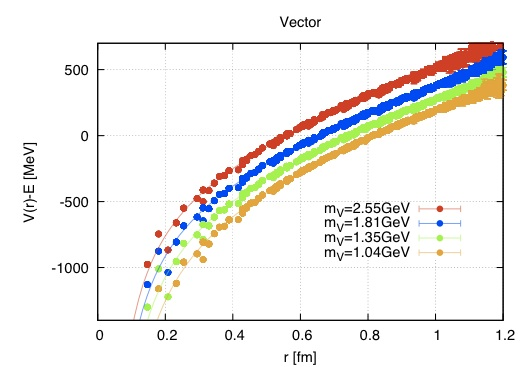 Vector
V(r)-E [MeV]
500
0
-500
-1000
m_V=2.55GeV
m_V=1.81GeV
m_V=1.35GeV
m_V=1.04GeV
0 0.2 0.4 0.6 0.8 1 1.2
r [fm]